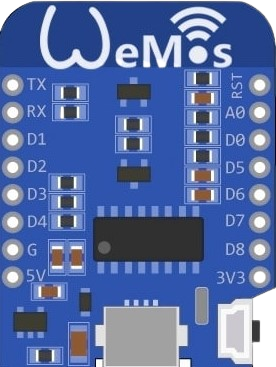 WeMos
TX RST
RX A0
D1 D0
D2 D5
D3 D6
D4 D7
G D8
5V 3V3